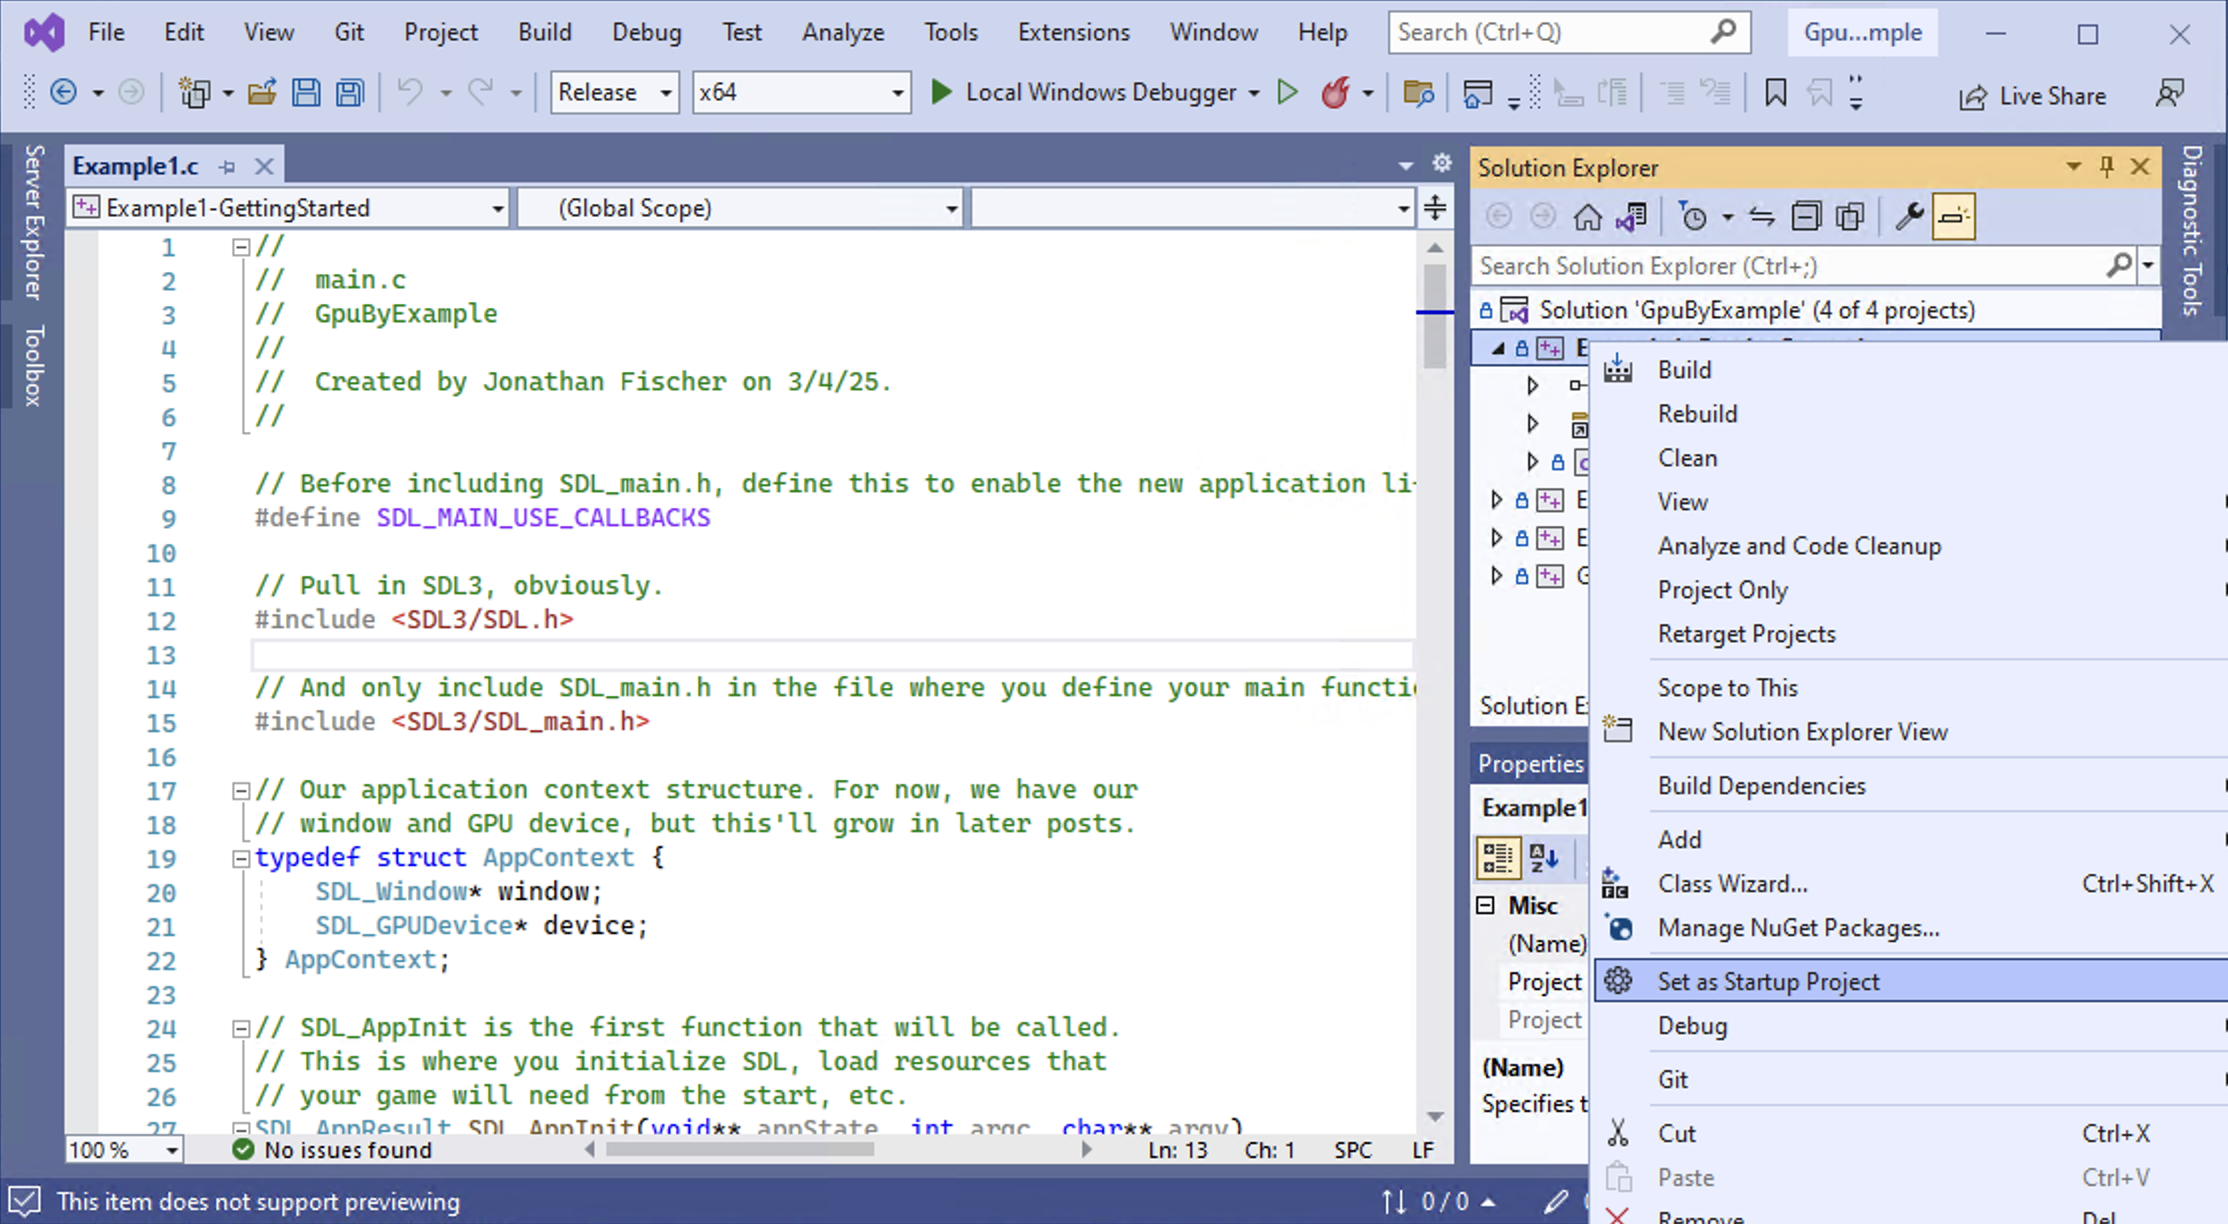 File Edit View Git Project Build Debug Test Analyze Tools Extensions Window Help Search (Ctrl+Q) Gpu...mple
Release x64 Local Windows Debugger Live Share
Server Explorer
Toolbox
Example1.c
Example1-GettingStarted (Global Scope)
1 //
2 // main.c
3 // GpuByExample
4 //
5 // Created by Jonathan Fischer on 3/4/25.
6 //
7
8 // Before including SDL_main.h, define this to enable the new application li
9 #define SDL_MAIN_USE_CALLBACKS
10
11 // Pull in SDL3, obviously.
12 #include <SDL3/SDL.h>
13
14 // And only include SDL_main.h in the file where you define your main functi
15 #include <SDL3/SDL_main.h>
16
17 // Our application context structure. For now, we have our
18 // window and GPU device, but this'll grow in later posts.
19 typedef struct AppContext {
20 SDL_Window* window;
21 SDL_GPUDevice* device;
22 } AppContext;
23
24 // SDL_AppInit is the first function that will be called.
25 // This is where you initialize SDL, load resources that
26 // your game will need from the start, etc.
27 SDL_AppResult SDL_AppInit(void** appState, int argc, char** argv)
100 % No issues found Ln: 13 Ch: 1 SPC LF
Solution Explorer
Search Solution Explorer (Ctrl+;)
Solution 'GpuByExample' (4 of 4 projects)
E
E
E
G
Solution E
Properties
Example1
Misc
(Name)
Project
Project
(Name)
Specifies t
Build
Rebuild
Clean
View
Analyze and Code Cleanup
Project Only
Retarget Projects
Scope to This
New Solution Explorer View
Build Dependencies
Add
Class Wizard... Ctrl+Shift+X
Manage NuGet Packages...
Set as Startup Project
Debug
Git
Cut Ctrl+X
Paste Ctrl+V
Remove Del
Diagnostic Tools
This item does not support previewing 0 / 0